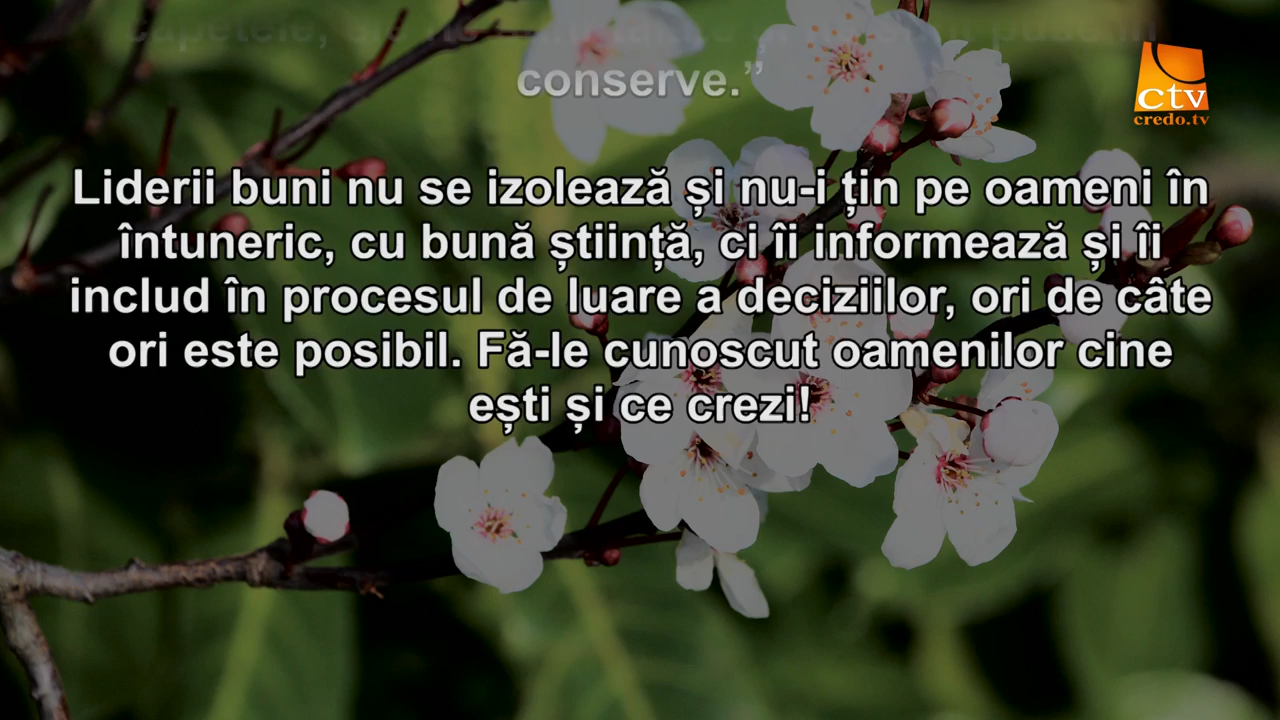 conserve.”
Liderii buni nu se izolează și nu-i țin pe oameni în
întuneric, cu bună știință, ci îi informează și îi
includ în procesul de luare a deciziilor, ori de câte
ori este posibil. Fă-le cunoscut oamenilor cine
ești și ce crezi!
ctv
credo.tv